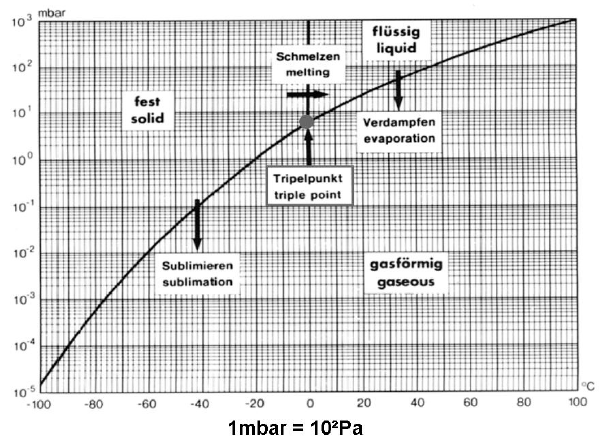 mbar
10³
10²
10¹
10⁰
10⁻¹
10⁻²
10⁻³
10⁻⁴
10⁻⁵
flüssig
liquid
Schmelzen
melting
fest
solid
Verdampfen
evaporation
Tripelpunkt
triple point
Sublimieren
sublimation
gasförmig
gaseous
-100 -80 -60 -40 -20 0 20 40 60 80 100 °C
1mbar = 10²Pa